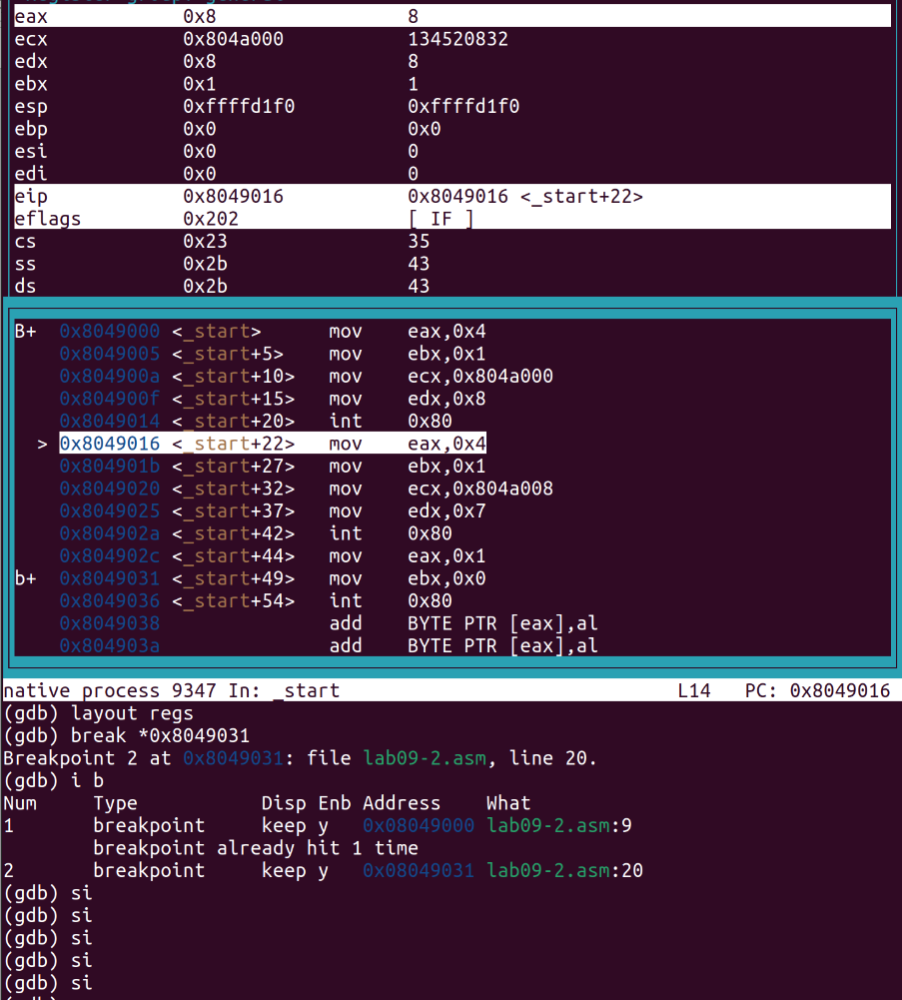 eax 0x8 8
ecx 0x804a000 134520832
edx 0x8 8
ebx 0x1 1
esp 0xffffd1f0 0xffffd1f0
ebp 0x0 0x0
esi 0x0 0
edi 0x0 0
eip 0x8049016 0x8049016 <_start+22>
eflags 0x202 [ IF ]
cs 0x23 35
ss 0x2b 43
ds 0x2b 43
B+ 0x8049000 <_start> mov eax,0x4
0x8049005 <_start+5> mov ebx,0x1
0x804900a <_start+10> mov ecx,0x804a000
0x804900f <_start+15> mov edx,0x8
0x8049014 <_start+20> int 0x80
> 0x8049016 <_start+22> mov eax,0x4
0x804901b <_start+27> mov ebx,0x1
0x8049020 <_start+32> mov ecx,0x804a008
0x8049025 <_start+37> mov edx,0x7
0x804902a <_start+42> int 0x80
0x804902c <_start+44> mov eax,0x1
b+ 0x8049031 <_start+49> mov ebx,0x0
0x8049036 <_start+54> int 0x80
0x8049038 add BYTE PTR [eax],al
0x804903a add BYTE PTR [eax],al
native process 9347 In: _start L14 PC: 0x8049016
(gdb) layout regs
(gdb) break *0x8049031
Breakpoint 2 at 0x8049031: file lab09-2.asm, line 20.
(gdb) i b
Num Type Disp Enb Address What
1 breakpoint keep y 0x08049000 lab09-2.asm:9
breakpoint already hit 1 time
2 breakpoint keep y 0x08049031 lab09-2.asm:20
(gdb) si
(gdb) si
(gdb) si
(gdb) si
(gdb) si